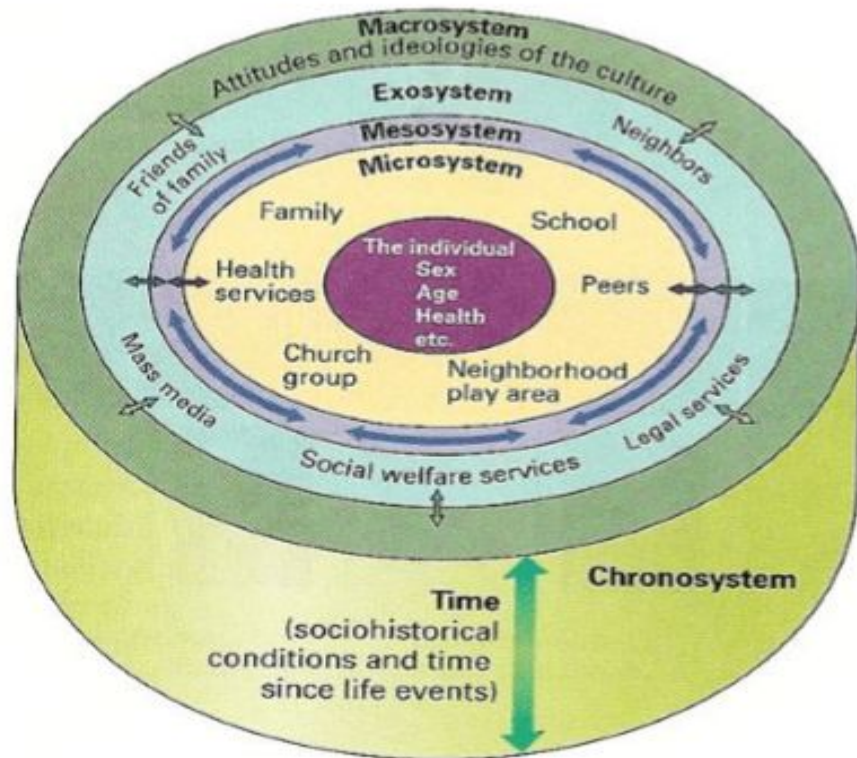 Macrosystem
Attitudes and ideologies of the culture
Exosystem
Mesosystem
Microsystem
Friends
of family
Neighbors
Family
School
The individual
Sex
Age
Health
etc.
Health
services
Peers
Church
group
Neighborhood
play area
Mass media
Legal services
Social welfare services
Chronosystem
Time
(sociohistorical
conditions and time
since life events)